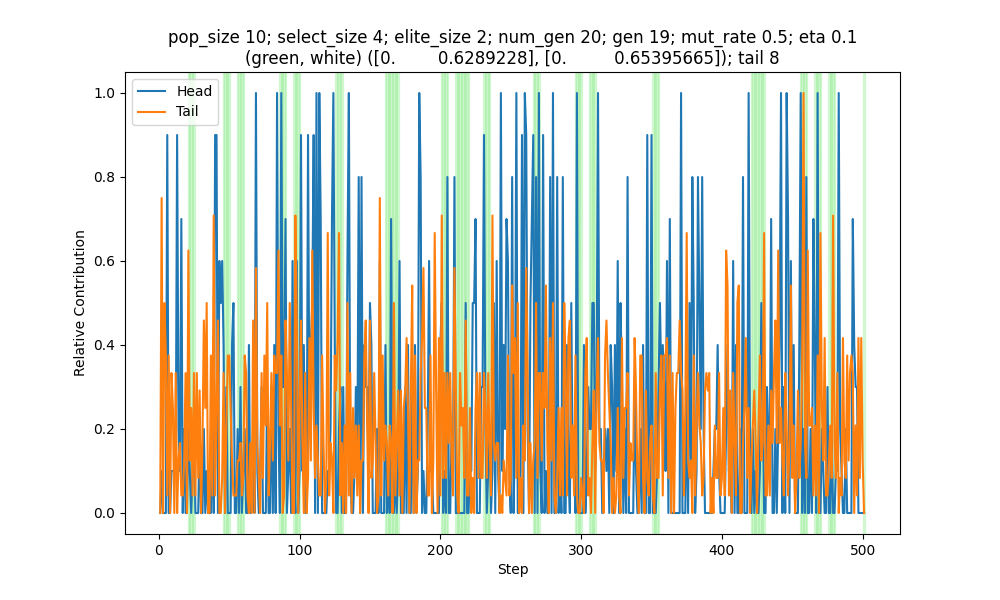 pop_size 10; select_size 4; elite_size 2; num_gen 20; gen 19; mut_rate 0.5; eta 0.1
(green, white) ([0.        0.6289228], [0.         0.65395665]); tail 8
Head
Tail
1.0
0.8
0.6
0.4
0.2
0.0
Relative Contribution
0
100
200
300
400
500
Step